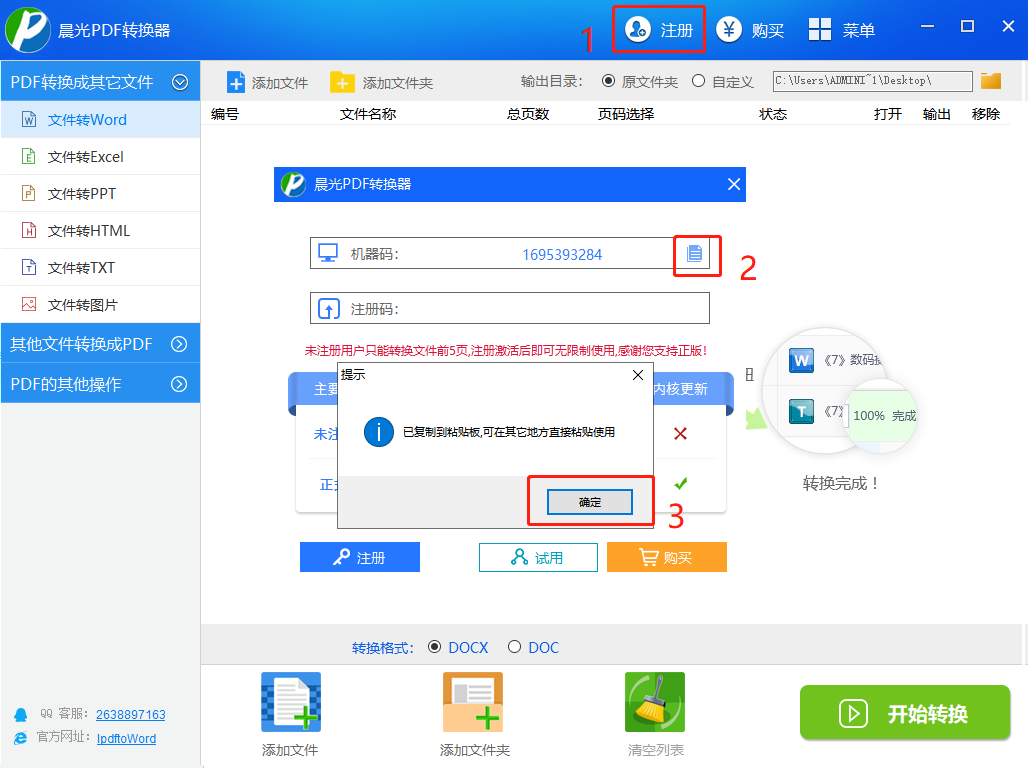 晨光PDF转换器
1
注册
购买
菜单
PDF转换成其它文件
添加文件
添加文件夹
输出目录：
原文件夹
自定义
C:\Users\ADMINI~1\Desktop\
编号
文件名称
总页数
页码选择
状态
打开
输出
移除
文件转Word
文件转Excel
文件转PPT
文件转HTML
文件转TXT
文件转图片
其他文件转换成PDF
PDF的其他操作
晨光PDF转换器
机器码：
1695393284
2
注册码：
未注册用户只能转换文件前5页,注册激活后即可无限制使用,感谢您支持正版!
主要
内核更新
提示
已复制到粘贴板,可在其它地方直接粘贴使用
未注
正式
确定
3
W
《7》数码
T
《7》
100% 完成
转换完成！
注册
试用
购买
转换格式：
DOCX
DOC
添加文件
添加文件夹
清空列表
开始转换
QQ 客服：
2638897163
官方网址：
IpdftoWord